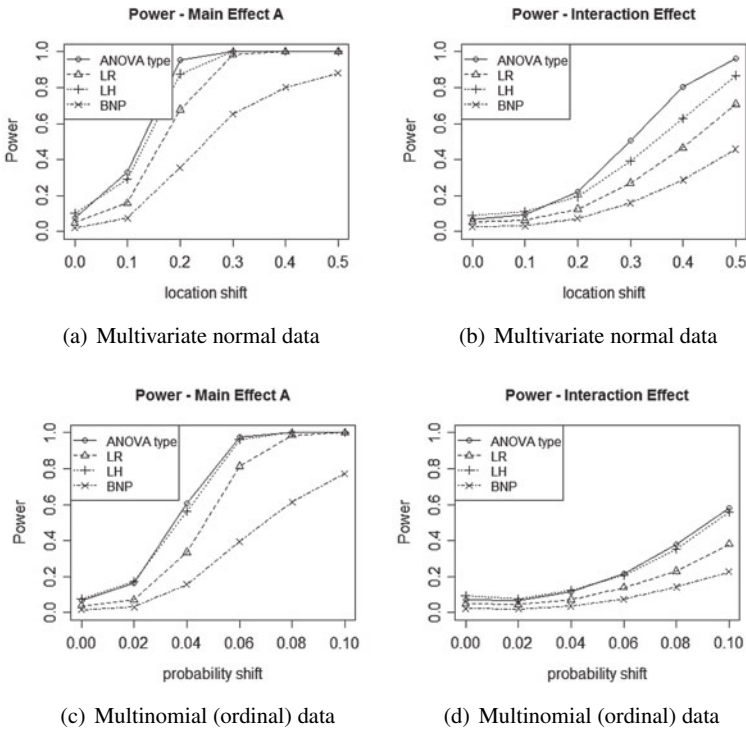 Power - Main Effect A
Power - Interaction Effect
ANOVA type
LR
LH
BNP
ANOVA type
LR
LH
BNP
Power
0.0 0.2 0.4 0.6 0.8 1.0
Power
0.0 0.2 0.4 0.6 0.8 1.0
0.0 0.1 0.2 0.3 0.4 0.5
0.0 0.1 0.2 0.3 0.4 0.5
location shift
location shift
(a) Multivariate normal data
(b) Multivariate normal data
Power - Main Effect A
Power - Interaction Effect
ANOVA type
LR
LH
BNP
ANOVA type
LR
LH
BNP
Power
0.0 0.2 0.4 0.6 0.8 1.0
Power
0.0 0.2 0.4 0.6 0.8 1.0
0.00 0.02 0.04 0.06 0.08 0.10
0.00 0.02 0.04 0.06 0.08 0.10
probability shift
probability shift
(c) Multinomial (ordinal) data
(d) Multinomial (ordinal) data